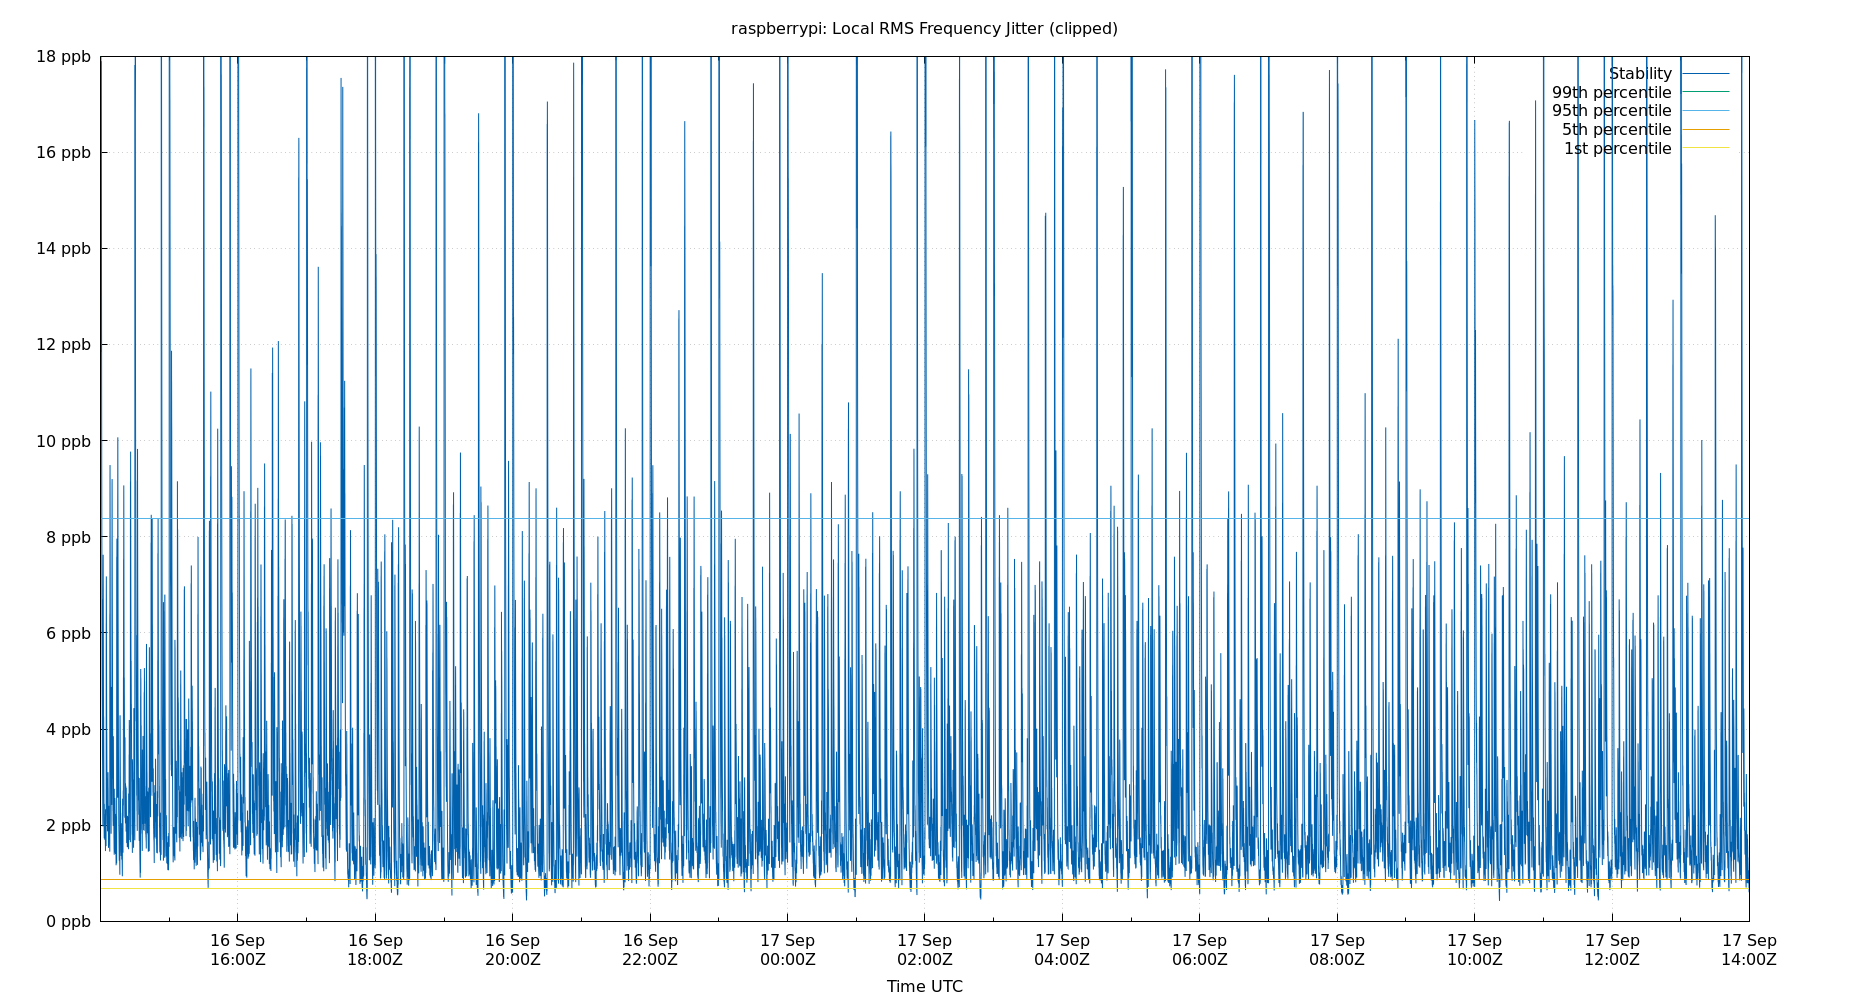 raspberrypi: Local RMS Frequency Jitter (clipped)
18 ppb
16 ppb
14 ppb
12 ppb
10 ppb
8 ppb
6 ppb
4 ppb
2 ppb
0 ppb
Stability
99th percentile
95th percentile
5th percentile
1st percentile
16 Sep 16 Sep 16 Sep 16 Sep 17 Sep 17 Sep 17 Sep 17 Sep 17 Sep 17 Sep 17 Sep 17 Sep
16:00Z 18:00Z 20:00Z 22:00Z 00:00Z 02:00Z 04:00Z 06:00Z 08:00Z 10:00Z 12:00Z 14:00Z
Time UTC